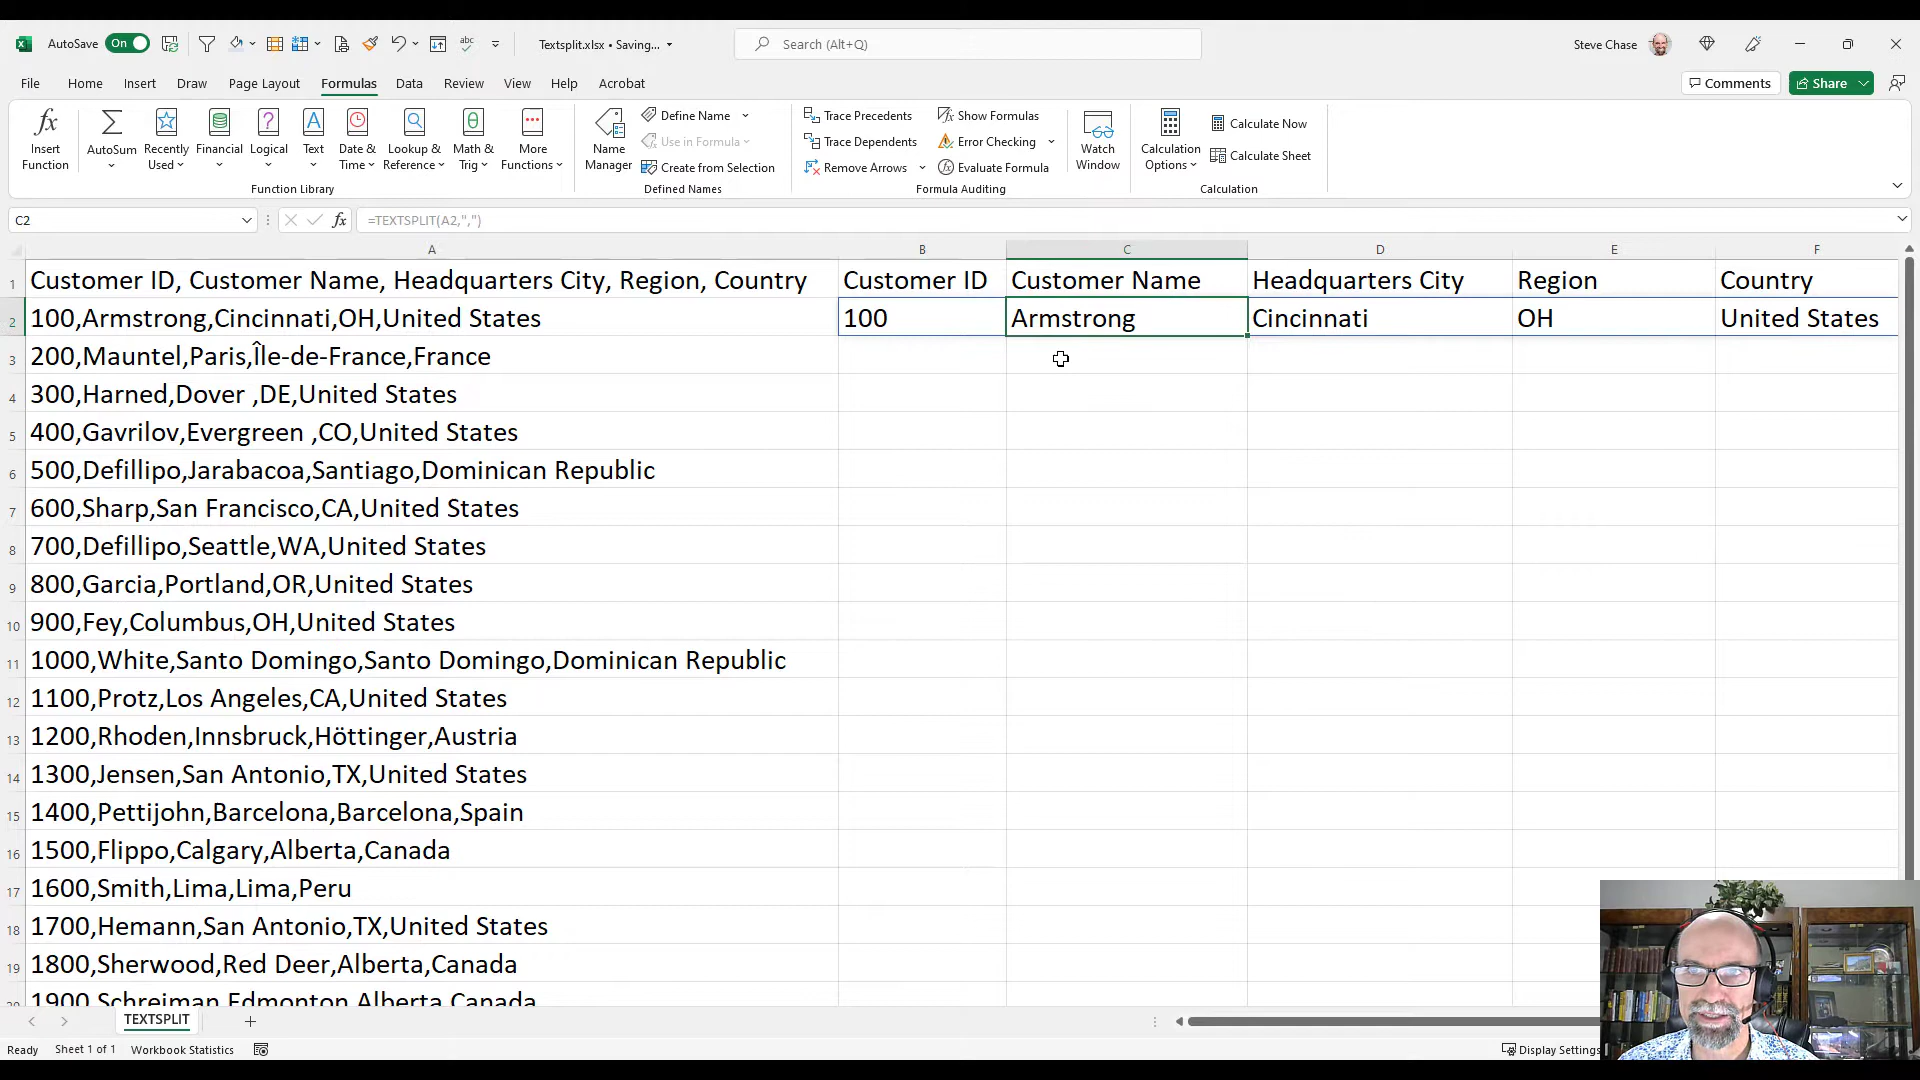 AutoSave On Textsplit.xlsx • Saving... Search (Alt+Q) Steve Chase
File Home Insert Draw Page Layout Formulas Data Review View Help Acrobat Comments Share
Insert Function
AutoSum
Recently Used
Financial
Logical
Text
Date & Time
Lookup & Reference
Math & Trig
More Functions
Function Library
Name Manager
Define Name
Use in Formula
Create from Selection
Defined Names
Trace Precedents
Trace Dependents
Remove Arrows
Show Formulas
Error Checking
Evaluate Formula
Formula Auditing
Watch Window
Calculation Options
Calculate Now
Calculate Sheet
Calculation
C2 fx =TEXTSPLIT(A2,",")
A B C D E F
1 Customer ID, Customer Name, Headquarters City, Region, Country Customer ID Customer Name Headquarters City Region Country
2 100,Armstrong,Cincinnati,OH,United States 100 Armstrong Cincinnati OH United States
3 200,Mauntel,Paris,Île-de-France,France
4 300,Harned,Dover ,DE,United States
5 400,Gavrilov,Evergreen ,CO,United States
6 500,Defillipo,Jarabacoa,Santiago,Dominican Republic
7 600,Sharp,San Francisco,CA,United States
8 700,Defillipo,Seattle,WA,United States
9 800,Garcia,Portland,OR,United States
10 900,Fey,Columbus,OH,United States
11 1000,White,Santo Domingo,Santo Domingo,Dominican Republic
12 1100,Protz,Los Angeles,CA,United States
13 1200,Rhoden,Innsbruck,Höttinger,Austria
14 1300,Jensen,San Antonio,TX,United States
15 1400,Pettijohn,Barcelona,Barcelona,Spain
16 1500,Flippo,Calgary,Alberta,Canada
17 1600,Smith,Lima,Lima,Peru
18 1700,Hemann,San Antonio,TX,United States
19 1800,Sherwood,Red Deer,Alberta,Canada
20 1900,Schreiman,Edmonton,Alberta,Canada
TEXTSPLIT
Ready Sheet 1 of 1 Workbook Statistics Display Settings